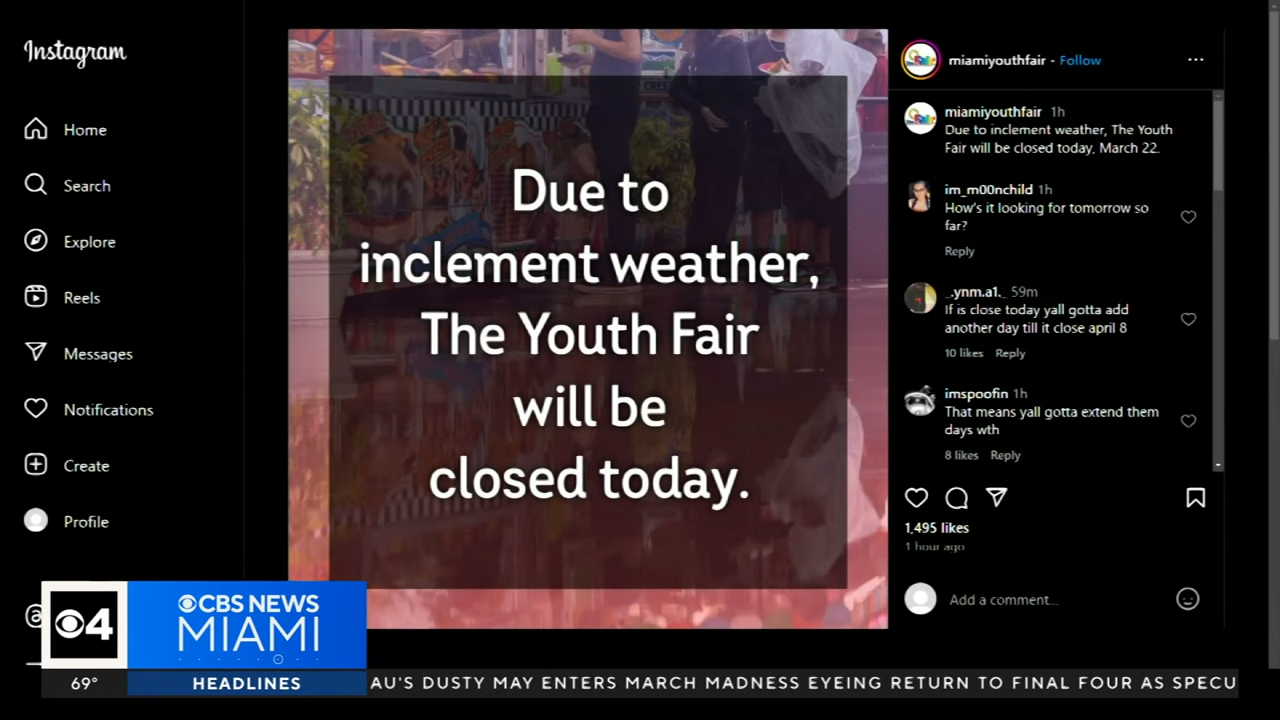 Instagram
Home
Search
Explore
Reels
Messages
Notifications
Create
Profile
Due to
inclement weather,
The Youth Fair
will be
closed today.
miamiyouthfair • Follow
miamiyouthfair 1h
Due to inclement weather, The Youth
Fair will be closed today, March 22.
im_m00nchild 1h
How's it looking for tomorrow so
far?
Reply
_.ynm.a1._ 59m
If is close today yall gotta add
another day till it close april 8
10 likes Reply
imspoofin 1h
That means yall gotta extend them
days wth
8 likes Reply
1,495 likes
1 hour ago
Add a comment...
4
CBS NEWS
MIAMI
69°
HEADLINES
AU'S DUSTY MAY ENTERS MARCH MADNESS EYEING RETURN TO FINAL FOUR AS SPECU